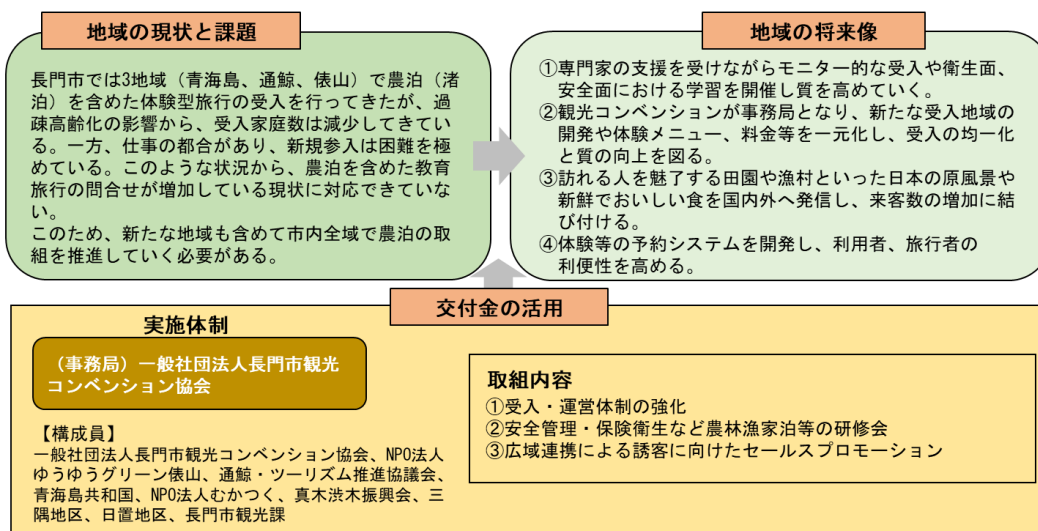 地域の現状と課題
長門市では3地域（青海島、通鯨、俵山）で農泊（渚
泊）を含めた体験型旅行の受入を行ってきたが、過
疎高齢化の影響から、受入家庭数は減少してきてい
る。一方、仕事の都合があり、新規参入は困難を極
めている。このような状況から、農泊を含めた教育
旅行の問合せが増加している現状に対応できていな
い。
このため、新たな地域も含めて市内全域で農泊の取
組を推進していく必要がある。
地域の将来像
①専門家の支援を受けながらモニター的な受入や衛生面、
安全面における学習を開催し質を高めていく。
②観光コンベンションが事務局となり、新たな受入地域の
開発や体験メニュー、料金等を一元化し、受入の均一化
と質の向上を図る。
③訪れる人を魅了する田園や漁村といった日本の原風景や
新鮮でおいしい食を国内外へ発信し、来客数の増加に結
び付ける。
④体験等の予約システムを開発し、利用者、旅行者の
利便性を高める。
交付金の活用
実施体制
（事務局）一般社団法人長門市観光
コンベンション協会
【構成員】
一般社団法人長門市観光コンベンション協会、NPO法人
ゆうゆうグリーン俵山、通鯨・ツーリズム推進協議会、
青海島共和国、NPO法人むかつく、真木渋木振興会、三
隅地区、日置地区、長門市観光課
取組内容
①受入・運営体制の強化
②安全管理・保険衛生など農林漁家泊等の研修会
③広域連携による誘客に向けたセールスプロモーション